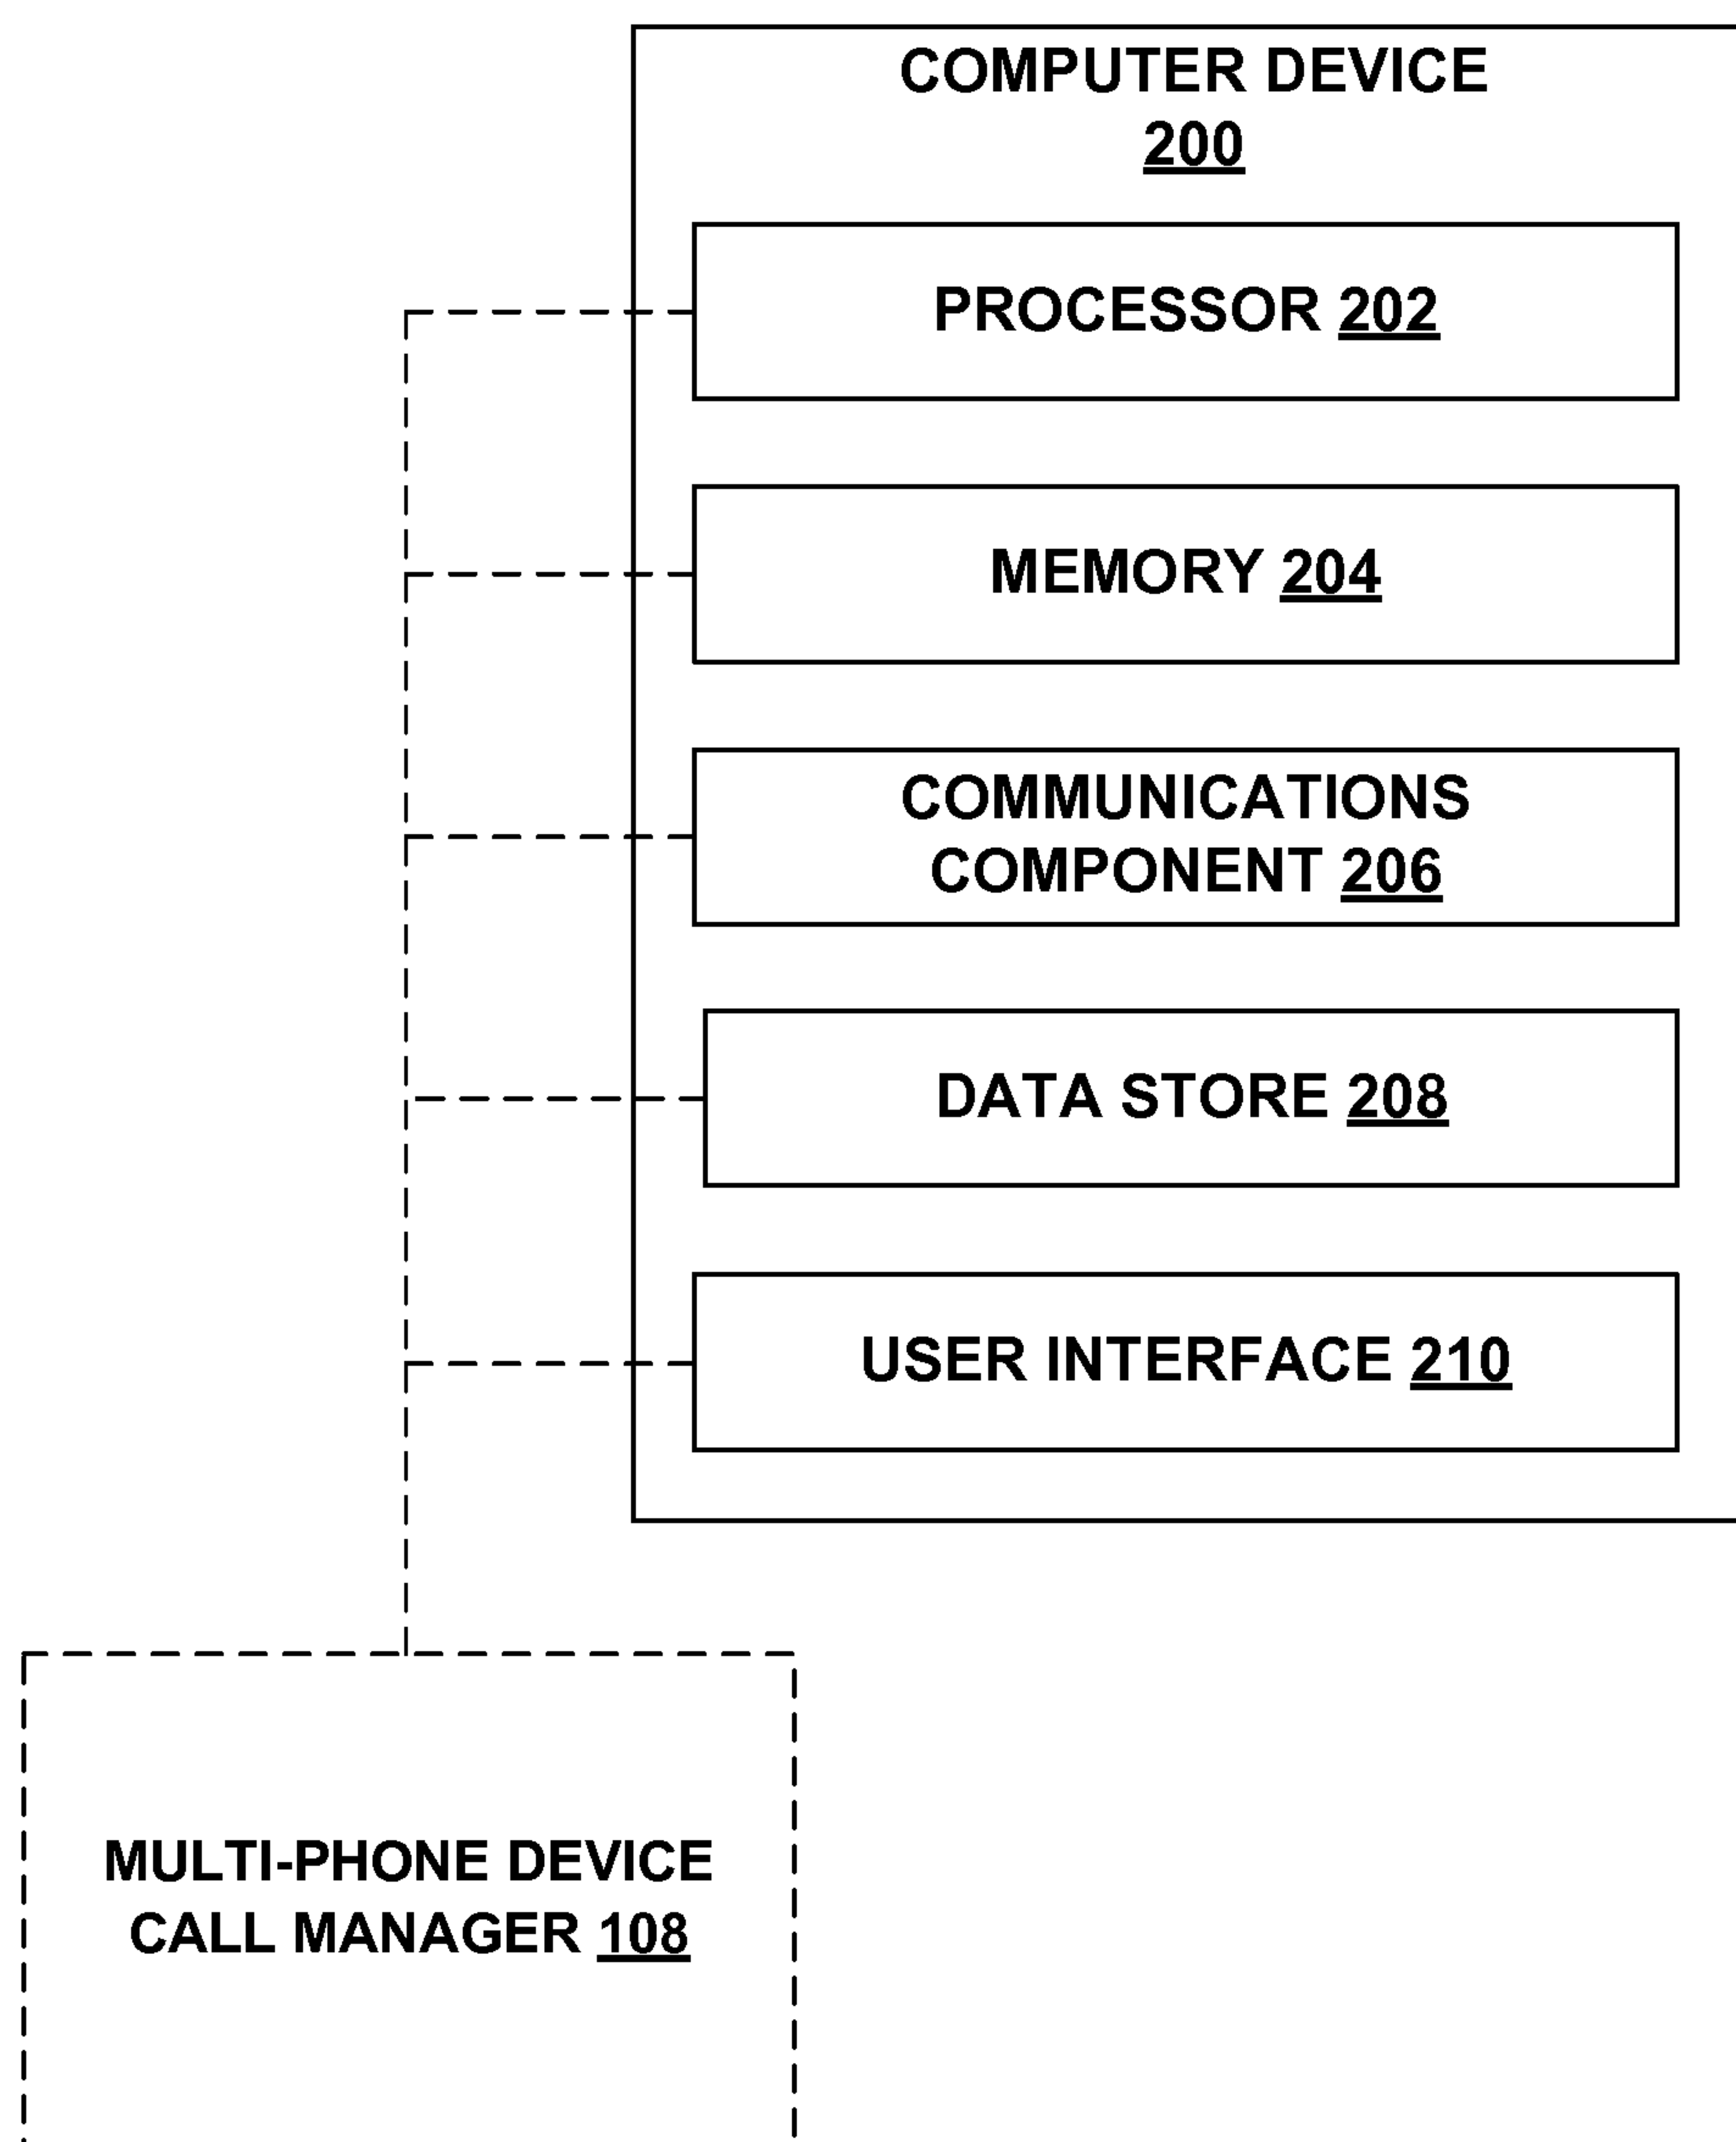 COMPUTER DEVICE
200
PROCESSOR 202
MEMORY 204
COMMUNICATIONS
COMPONENT 206
DATA STORE 208
USER INTERFACE 210
MULTI-PHONE DEVICE
CALL MANAGER 108